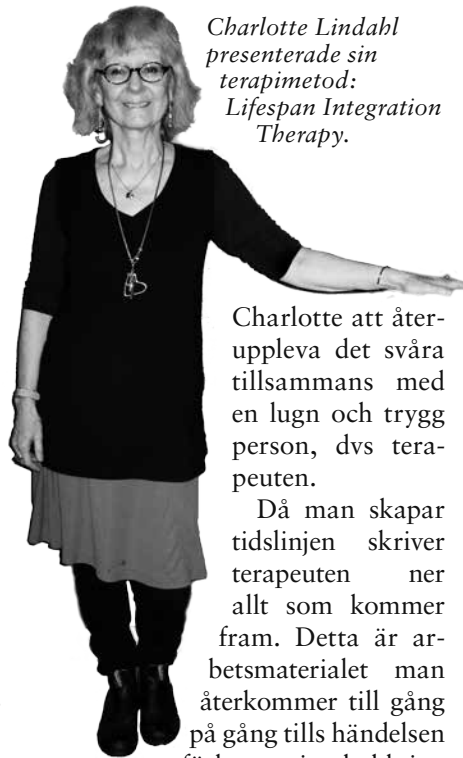 Charlotte Lindahl
presenterade sin
terapimetod:
Lifespan Integration
Therapy.
Charlotte att åter-
uppleva det svåra
tillsammans med
en lugn och trygg
person, dvs tera-
peuten.
Då man skapar
tidslinjen skriver
terapeuten ner
allt som kommer
fram. Detta är ar-
betsmaterialet man
återkommer till gång
på gång tills händelsen